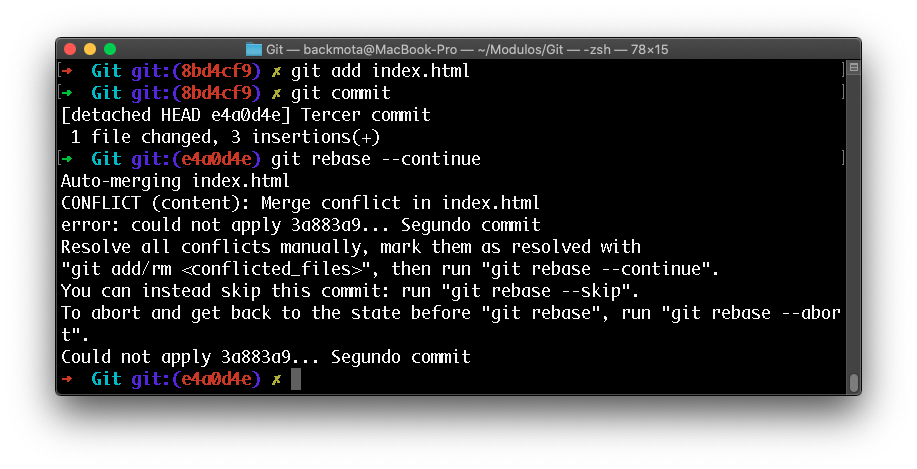 Git — backmota@MacBook-Pro — ~/Modulos/Git — -zsh — 78×15
[➜  Git git:(8bd4cf9) ✗ git add index.html ]
[➜  Git git:(8bd4cf9) ✗ git commit ]
[detached HEAD e4a0d4e] Tercer commit
 1 file changed, 3 insertions(+)
[➜  Git git:(e4a0d4e) git rebase --continue ]
Auto-merging index.html
CONFLICT (content): Merge conflict in index.html
error: could not apply 3a883a9... Segundo commit
Resolve all conflicts manually, mark them as resolved with
"git add/rm <conflicted_files>", then run "git rebase --continue".
You can instead skip this commit: run "git rebase --skip".
To abort and get back to the state before "git rebase", run "git rebase --abor
t".
Could not apply 3a883a9... Segundo commit
➜  Git git:(e4a0d4e) ✗